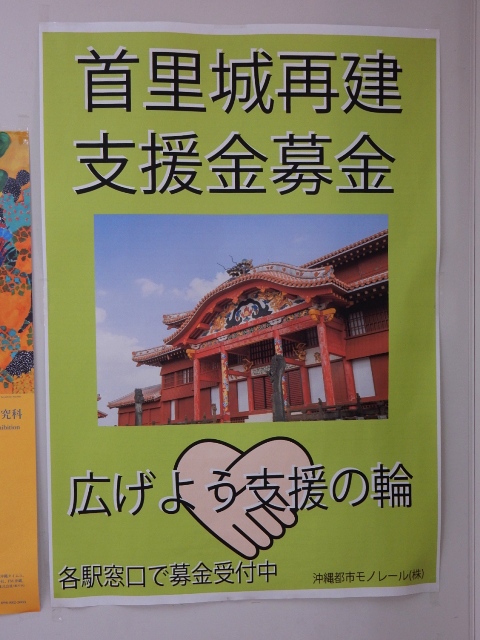 首里城再建
支援金募金
広げよう支援の輪
各駅窓口で募金受付中
沖縄都市モノレール(株)
究科